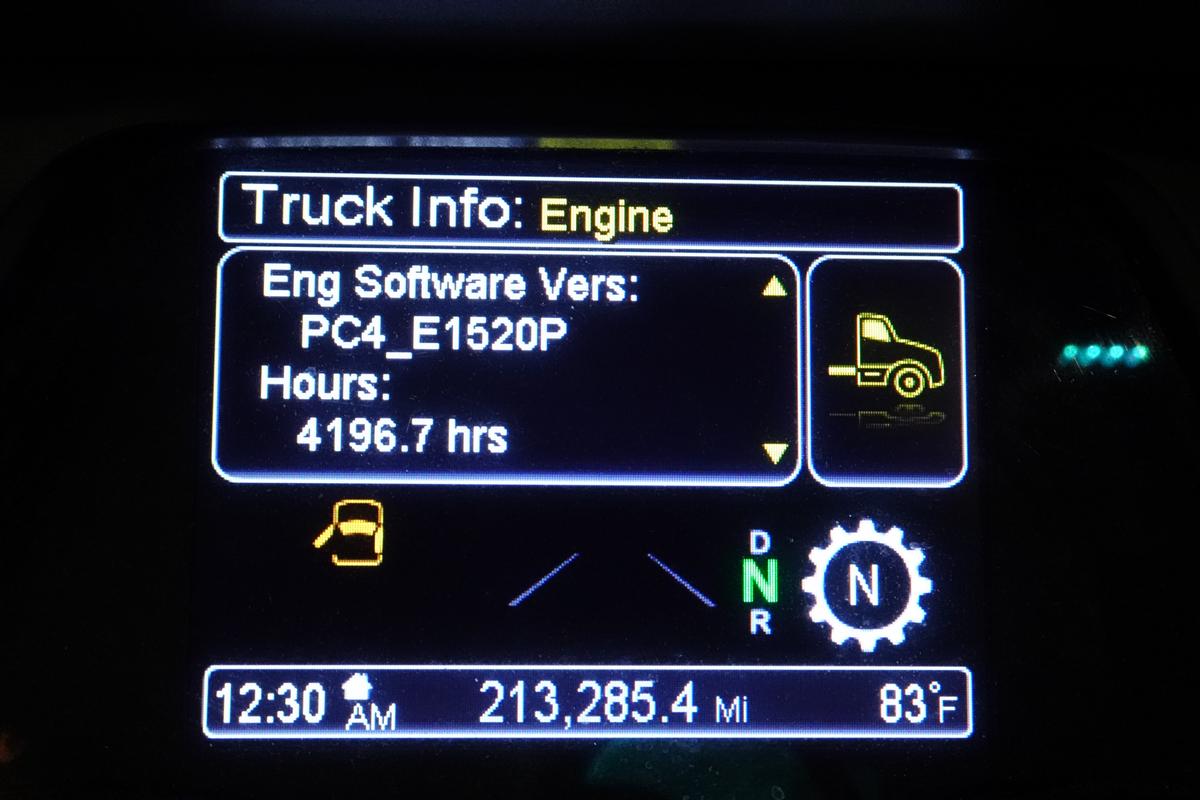 Truck Info: Engine
Eng Software Vers:
PC4_E1520P
Hours:
4196.7 hrs
D
N
R
N
12:30 AM 213,285.4 Mi 83°F